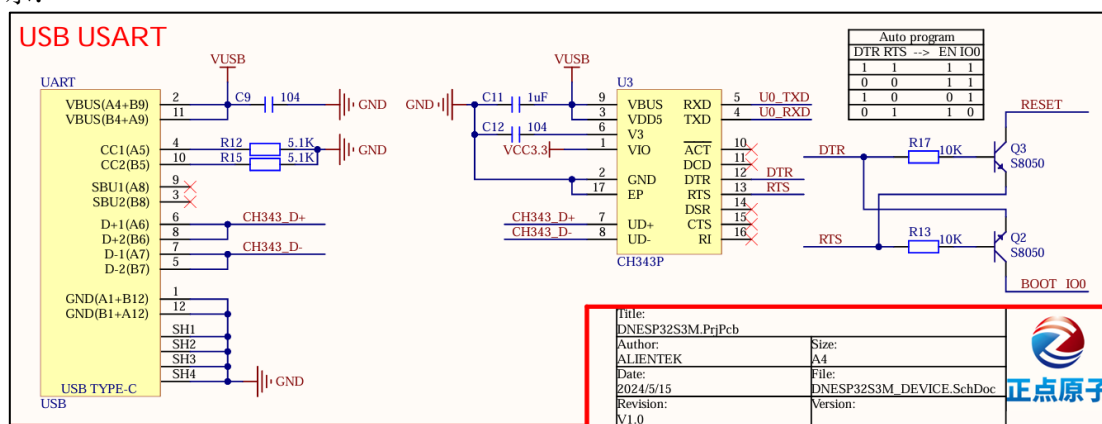 USB USART
VUSB
UART
VBUS(A4+B9)
VBUS(B4+A9)
CC1(A5)
CC2(B5)
SBU1(A8)
SBU2(B8)
D+1(A6)
D+2(B6)
D-1(A7)
D-2(B7)
GND(A1+B12)
GND(B1+A12)
USB TYPE-C
USB
2
11
4
10
9
3
6
8
7
5
1
12
SH1
SH2
SH3
SH4
C9 104
GND
R12 5.1K
R15 5.1K
GND
CH343_D+
CH343_D-
GND
VUSB
GND
C11 1uF
C12 104
VCC3.3
CH343_D+
CH343_D-
U3
9 VBUS RXD 5 U0_TXD
3 VDD5 TXD 4 U0_RXD
6 V3
1 VIO ACT 10
DCD 11
2 GND DTR 12 DTR
17 EP RTS 13 RTS
DSR 14
7 UD+ CTS 15
8 UD- RI 16
CH343P
Auto program
DTR RTS --> EN IO0
1 1 1 1
0 0 1 1
1 0 0 1
0 1 1 0
RESET
DTR
R17
10K
Q3
S8050
RTS
R13
10K
Q2
S8050
BOOT IO0
Title:
DNESP32S3M.PrjPcb
Author:
ALIENTEK
Size:
A4
Date:
2024/5/15
File:
DNESP32S3M_DEVICE.SchDoc
Revision:
V1.0
Version:
正点原子